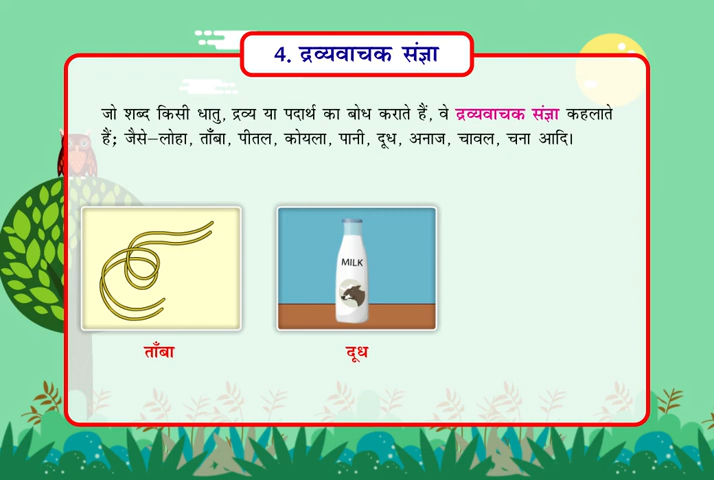 4. द्रव्यवाचक संज्ञा
जो शब्द किसी धातु, द्रव्य या पदार्थ का बोध कराते हैं, वे द्रव्यवाचक संज्ञा कहलाते
हैं; जैसे–लोहा, ताँबा, पीतल, कोयला, पानी, दूध, अनाज, चावल, चना आदि।
MILK
ताँबा
दूध